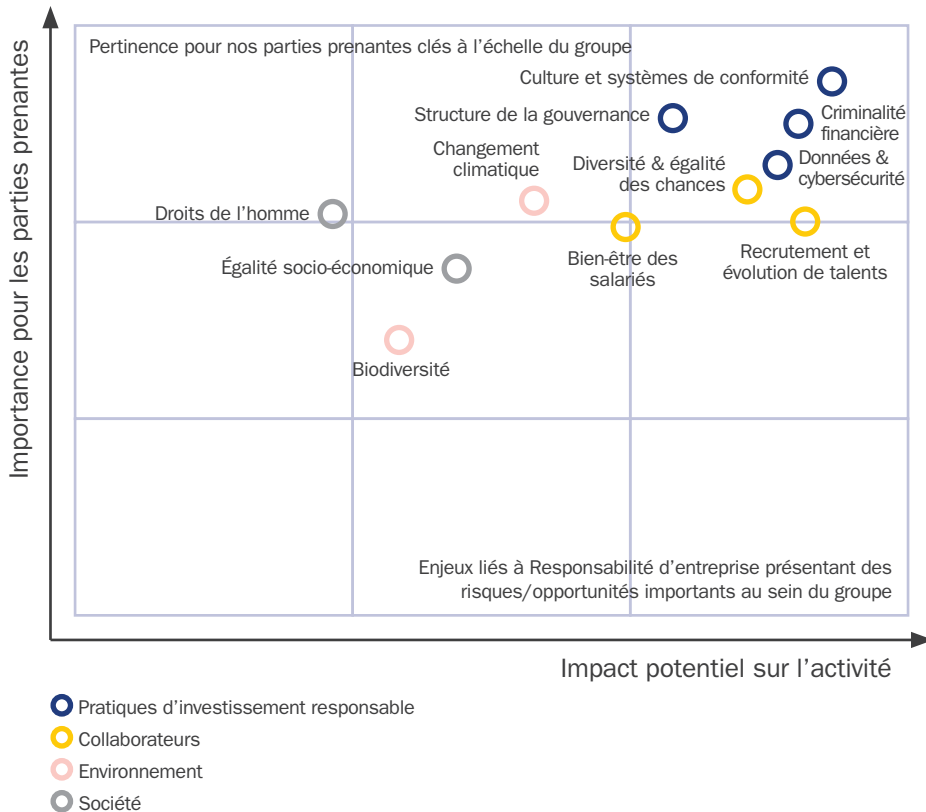 Importance pour les parties prenantes
Pertinence pour nos parties prenantes clés à l'échelle du groupe
Culture et systèmes de conformité
Structure de la gouvernance
Criminalité
financière
Changement
climatique
Diversité & égalité
des chances
Données &
cybersécurité
Droits de l'homme
Égalité socio-économique
Bien-être des
salariés
Recrutement et
évolution de talents
Biodiversité
Enjeux liés à Responsabilité d'entreprise présentant des
risques/opportunités importants au sein du groupe
Impact potentiel sur l'activité
Pratiques d'investissement responsable
Collaborateurs
Environnement
Société